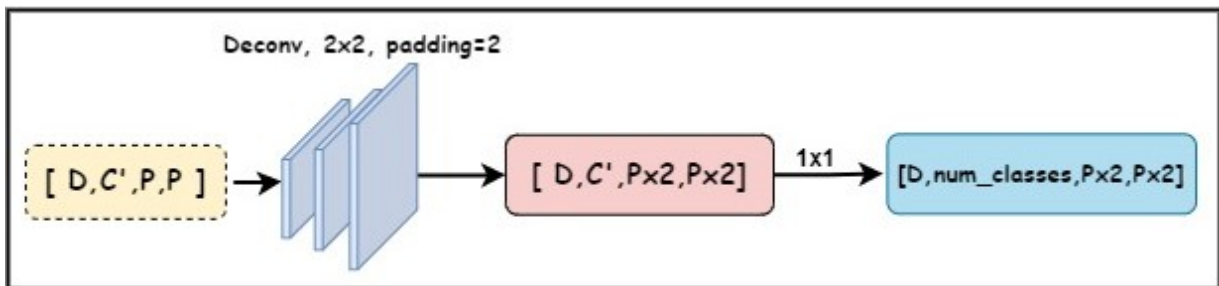 Deconv, 2x2, padding=2
[ D,C',P,P ]
[ D,C',Px2,Px2]
1x1
[D,num_classes,Px2,Px2]